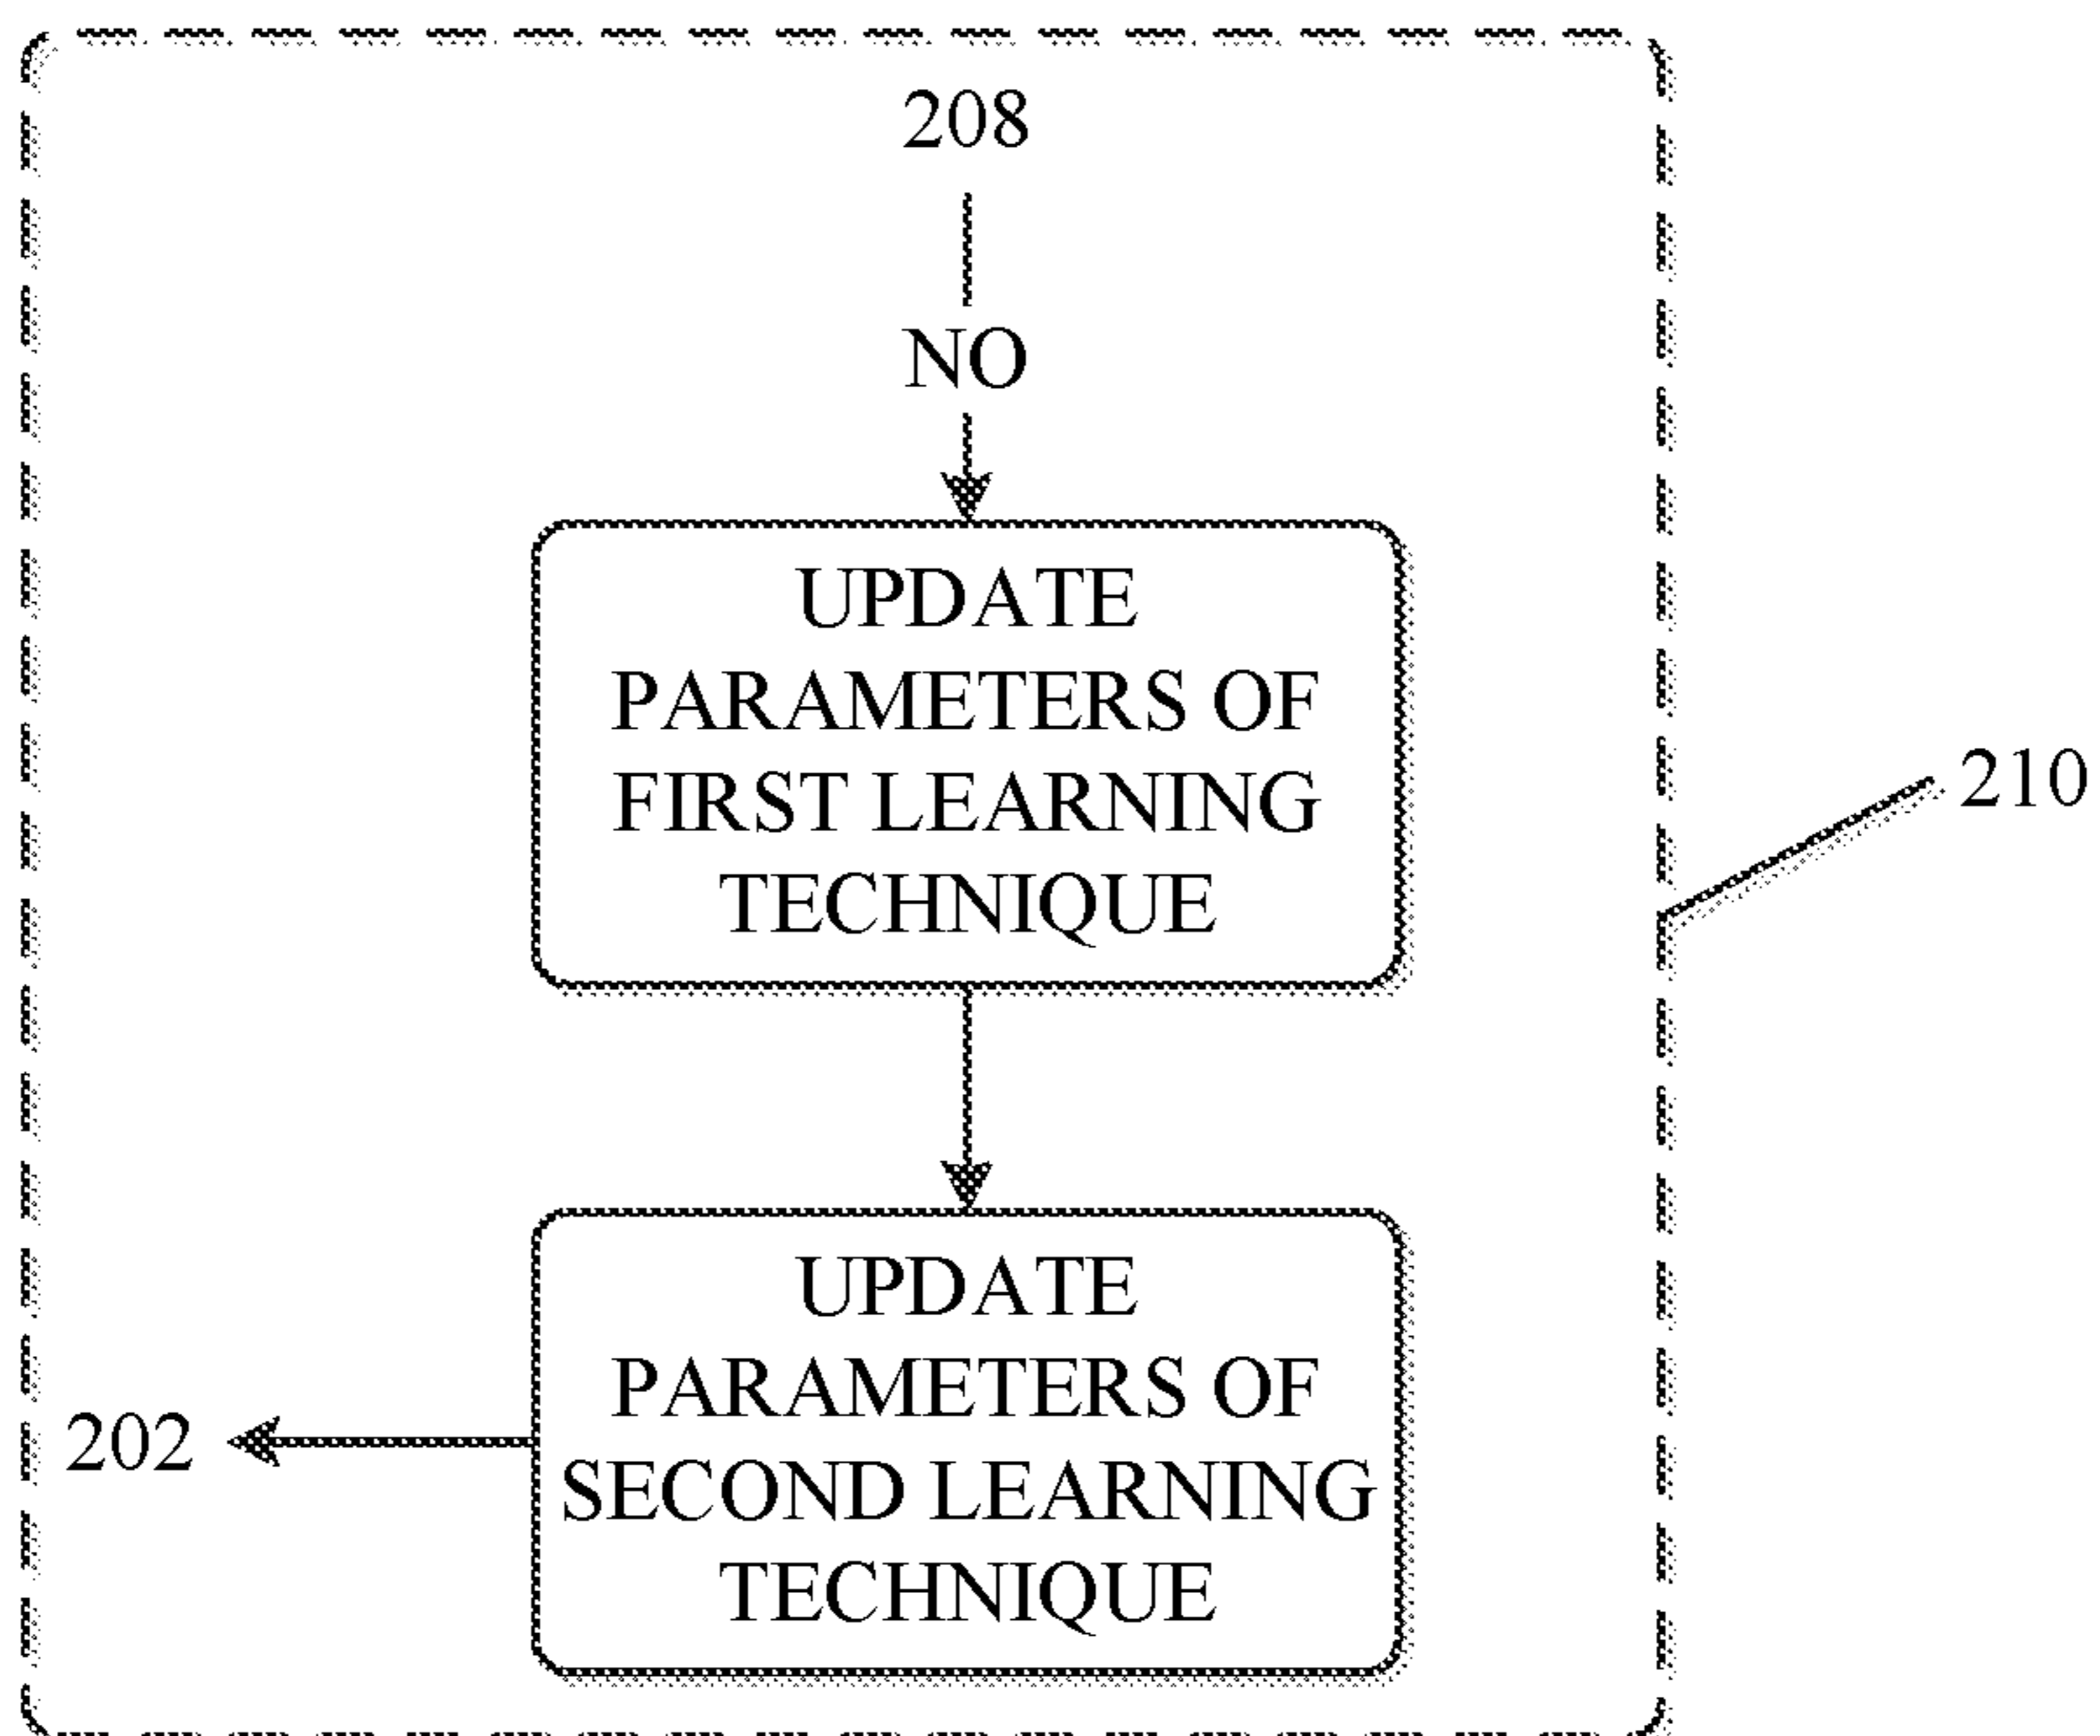 208
NO
UPDATE
PARAMETERS OF
FIRST LEARNING
TECHNIQUE
210
UPDATE
PARAMETERS OF
SECOND LEARNING
TECHNIQUE
202